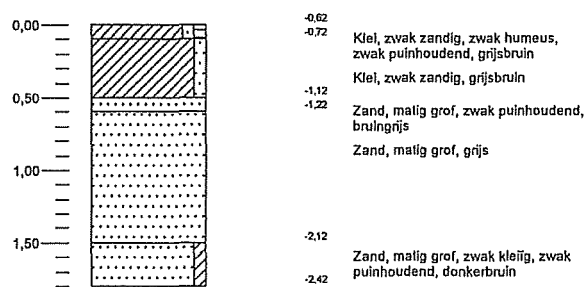 0,00
-0,62
-0,72
Klei, zwak zandig, zwak humeus,
zwak puinhoudend, grijsbruin
Klei, zwak zandig, grijsbruin
-1,12
0,50
-1,22
Zand, matig grof, zwak puinhoudend,
bruingrijs
Zand, matig grof, grijs
1,00
-2,12
1,50
Zand, matig grof, zwak kleiïg, zwak
puinhoudend, donkerbruin
-2,42